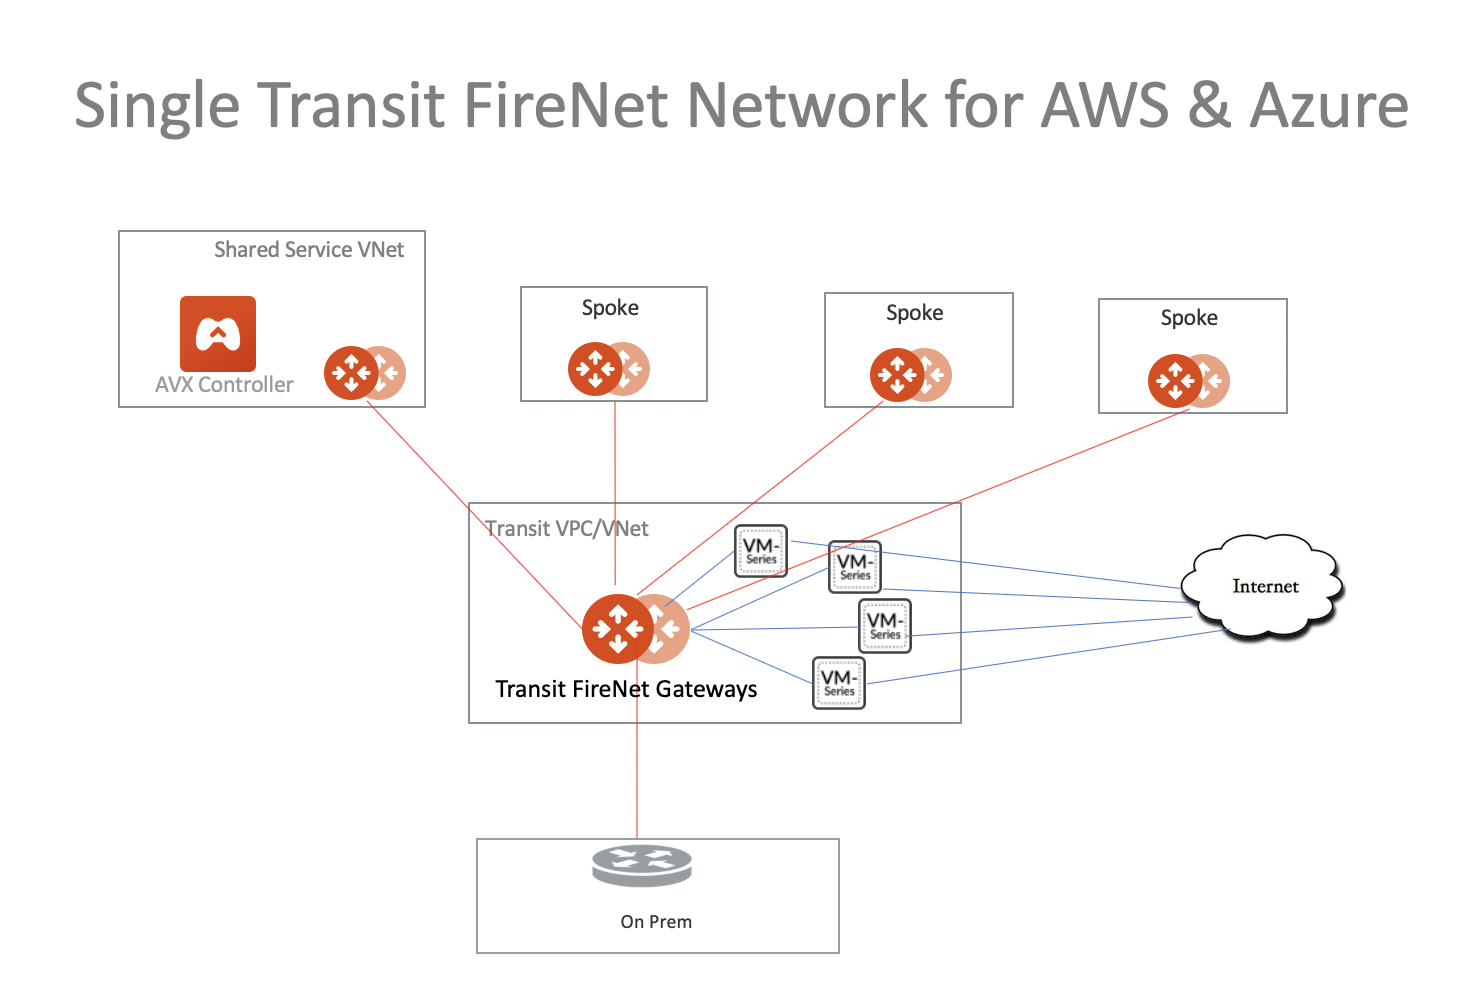 Single Transit FireNet Network for AWS & Azure
Shared Service VNet
AVX Controller
Spoke
Spoke
Spoke
Transit VPC/VNet
VM-
Series
VM-
Series
VM-
Series
VM-
Series
Transit FireNet Gateways
Internet
On Prem